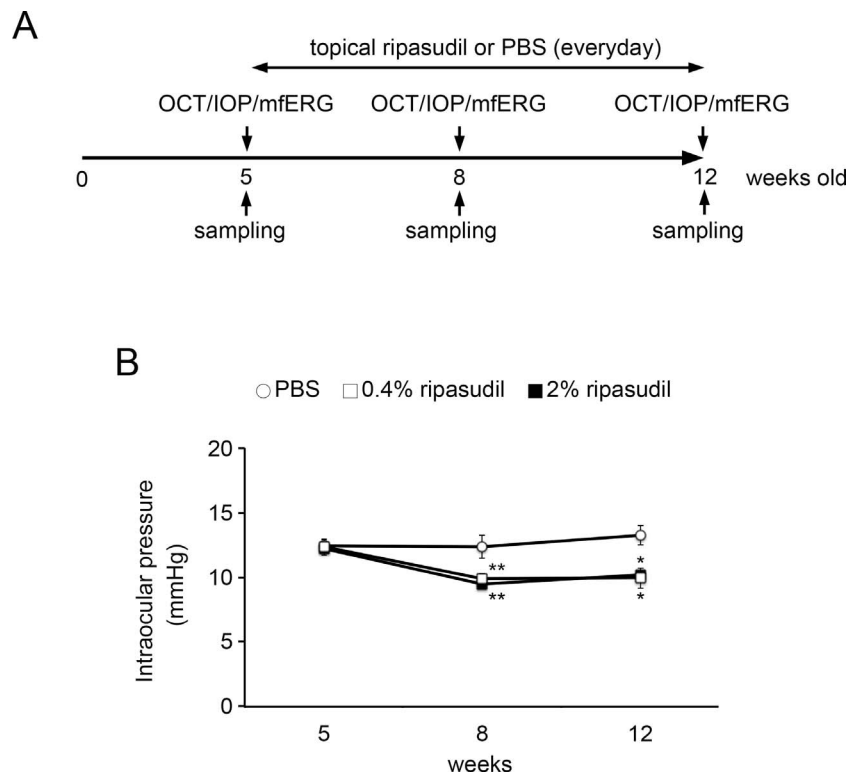 A
topical ripasudil or PBS (everyday)
OCT/IOP/mfERG OCT/IOP/mfERG OCT/IOP/mfERG
0 5 8 12 weeks old
sampling sampling sampling
B
PBS 0.4% ripasudil 2% ripasudil
Intraocular pressure
(mmHg)
20
15
10
5
0
** *
** *
5 8 12
weeks